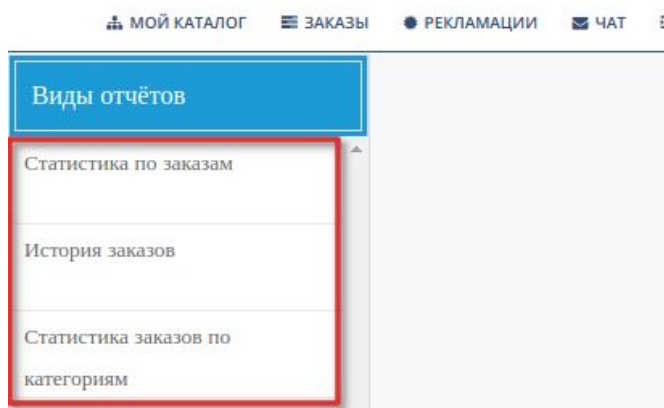 МОЙ КАТАЛОГ ЗАКАЗЫ РЕКЛАМАЦИИ ЧАТ
Виды отчётов
Статистика по заказам
История заказов
Статистика заказов по
категориям